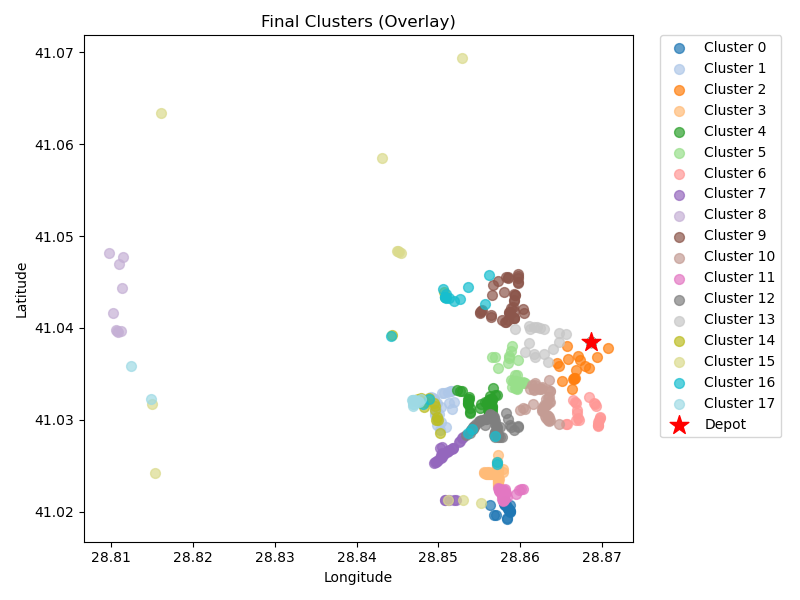 Final Clusters (Overlay)
41.07
41.06
41.05
41.04
41.03
41.02
Latitude
28.81 28.82 28.83 28.84 28.85 28.86 28.87
Longitude
Cluster 0
Cluster 1
Cluster 2
Cluster 3
Cluster 4
Cluster 5
Cluster 6
Cluster 7
Cluster 8
Cluster 9
Cluster 10
Cluster 11
Cluster 12
Cluster 13
Cluster 14
Cluster 15
Cluster 16
Cluster 17
Depot